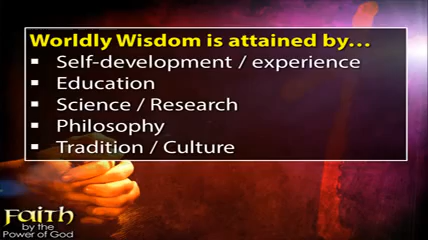 Worldly Wisdom is attained by...
▪ Self-development / experience
▪ Education
▪ Science / Research
▪ Philosophy
▪ Tradition / Culture
FAITH
by the
Power of God